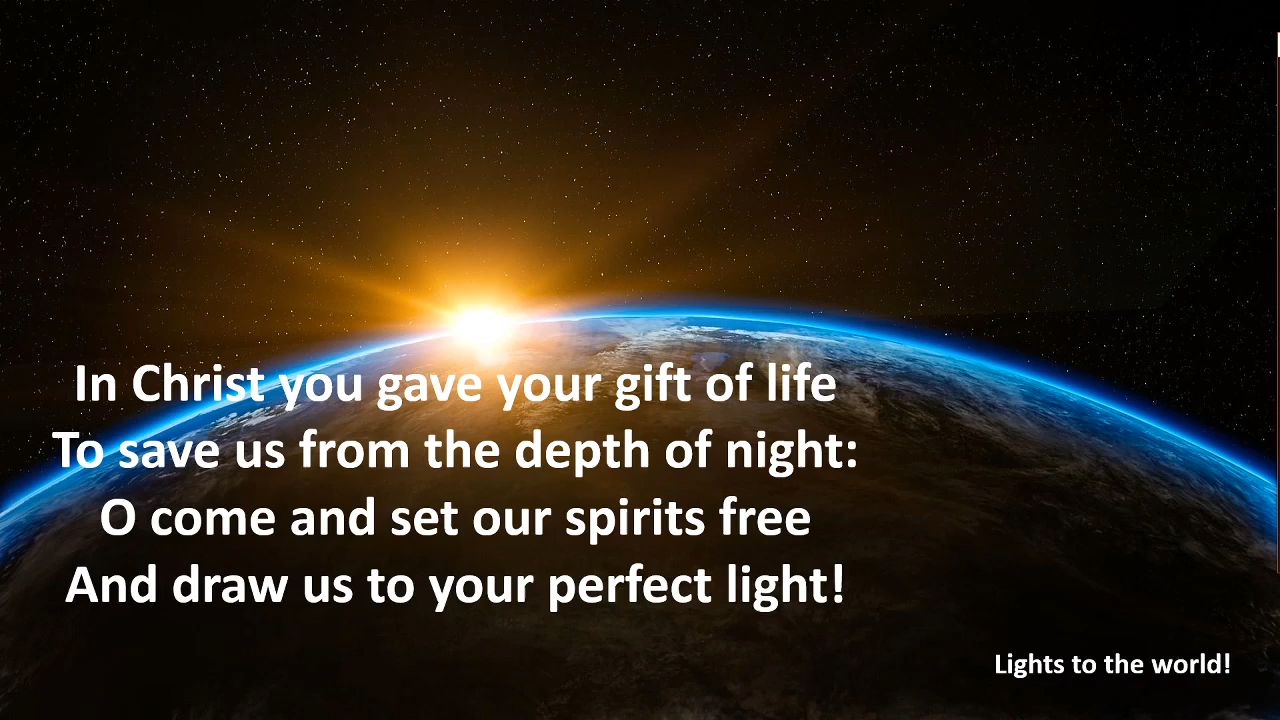 In Christ you gave your gift of life
To save us from the depth of night:
O come and set our spirits free
And draw us to your perfect light!
Lights to the world!